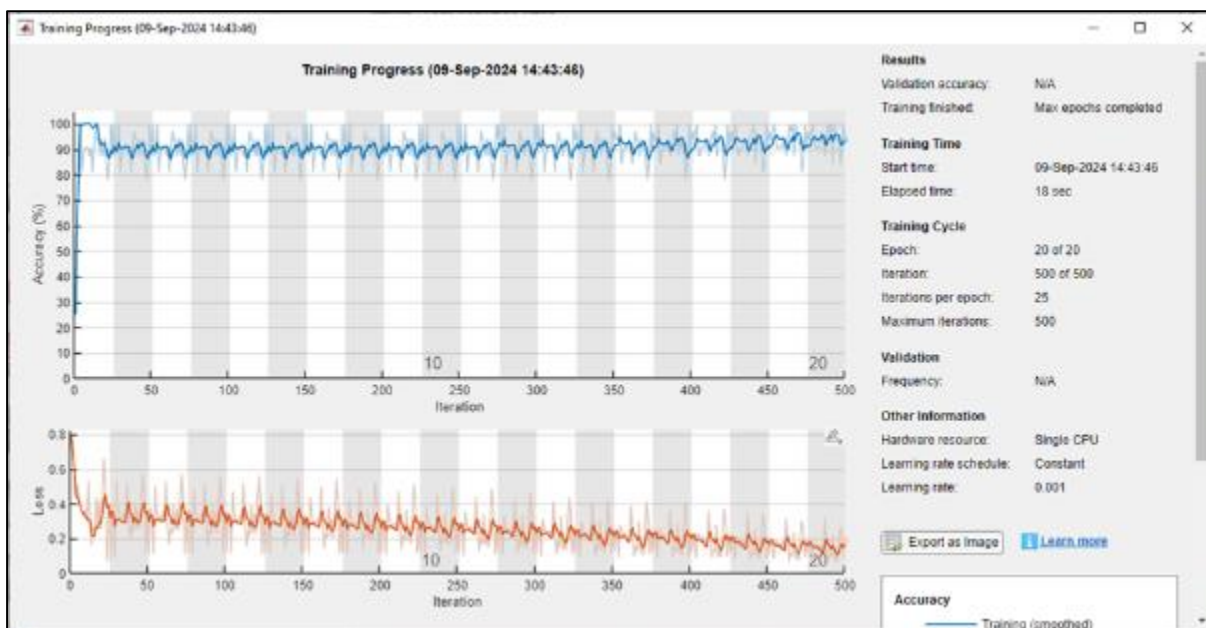 Training Progress (09-Sep-2024 14:43:46)
Training Progress (09-Sep-2024 14:43:46)
100
90
80
70
60
50
40
30
20
10
0
Accuracy (%)
10
20
0 50 100 150 200 250 300 350 400 450 500
Iteration
0.8
0.6
0.4
0.2
0
Loss
10
20
0 50 100 150 200 250 300 350 400 450 500
Iteration
Results
Validation accuracy: N/A
Training finished: Max epochs completed
Training Time
Start time: 09-Sep-2024 14:43:46
Elapsed time: 18 sec
Training Cycle
Epoch: 20 of 20
Iteration: 500 of 500
Iterations per epoch: 25
Maximum iterations: 500
Validation
Frequency: N/A
Other Information
Hardware resource: Single CPU
Learning rate schedule: Constant
Learning rate: 0.001
Export as Image
i Learn more
Accuracy
Training (smoothed)